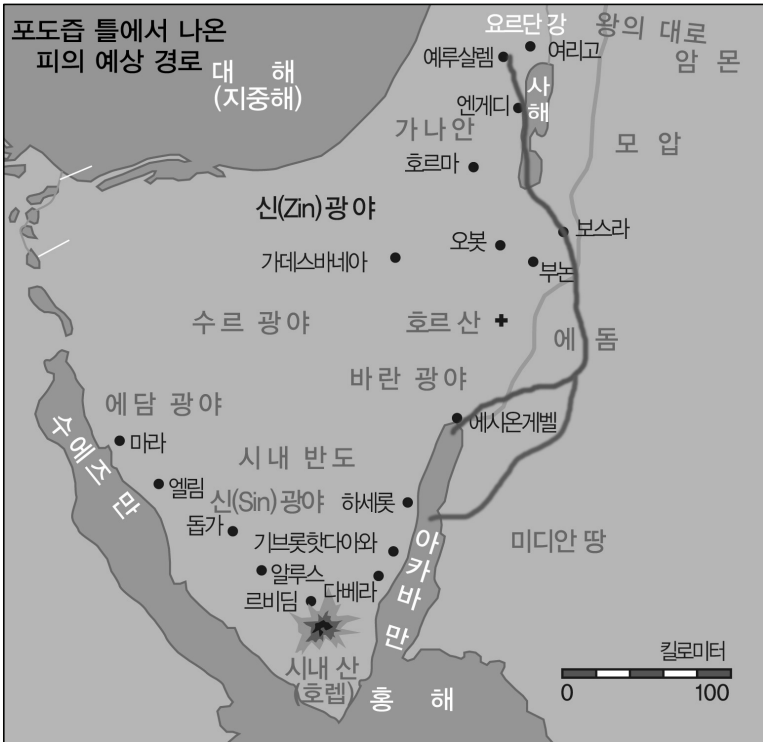 포도즙 틀에서 나온
피의 예상 경로
요르단 강
왕의 대로
암 몬
대 해
(지중해)
예루살렘
여리고
사해
엔게디
가나안
모 압
호르마
신(Zin)광야
보스라
오봇
가데스바네아
부논
수르 광야
호르 산
에 돔
바란 광야
에담 광야
에시온게벨
수에즈 만
마라
시내 반도
엘림
신(Sin)광야
하세롯
돕가
기브롯핫다아와
아카바 만
미디안 땅
알루스
다베라
르비딤
시내 산
(호렙)
홍 해
킬로미터
0 100